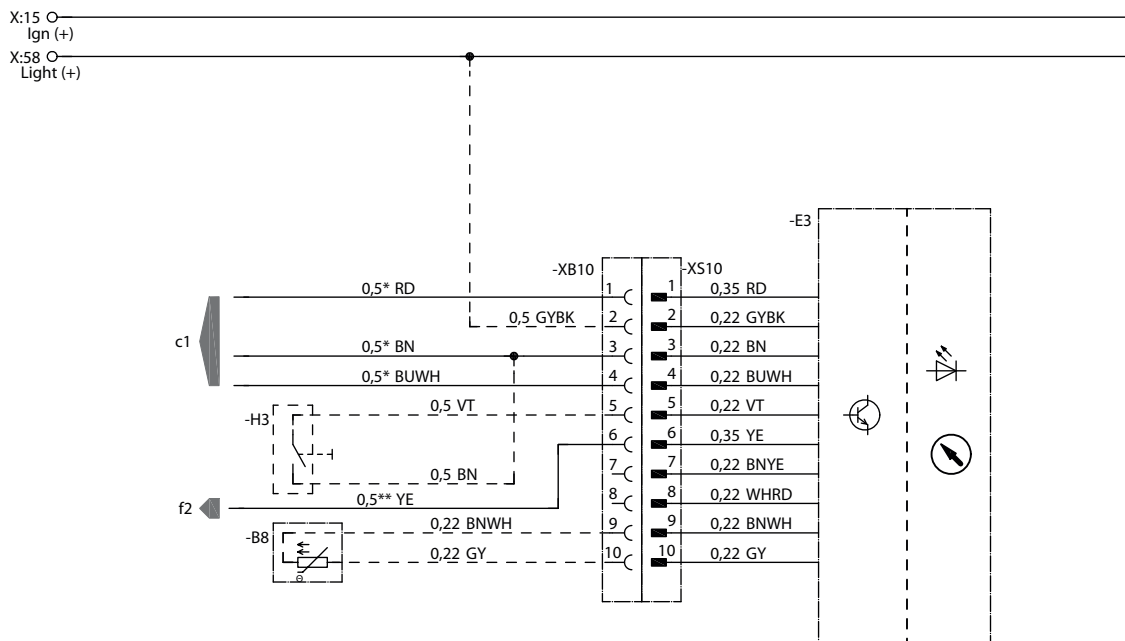 X:15
Ign (+)
X:58
Light (+)
-E3
-XB10
-XS10
0,5* RD
1
1
0,35 RD
0,5 GYBK
2
2
0,22 GYBK
c1
0,5* BN
3
3
0,22 BN
0,5* BUWH
4
4
0,22 BUWH
-H3
0,5 VT
5
5
0,22 VT
6
6
0,35 YE
0,5 BN
7
7
0,22 BNYE
f2
0,5** YE
8
8
0,22 WHRD
-B8
0,22 BNWH
9
9
0,22 BNWH
0,22 GY
10
10
0,22 GY
Θ